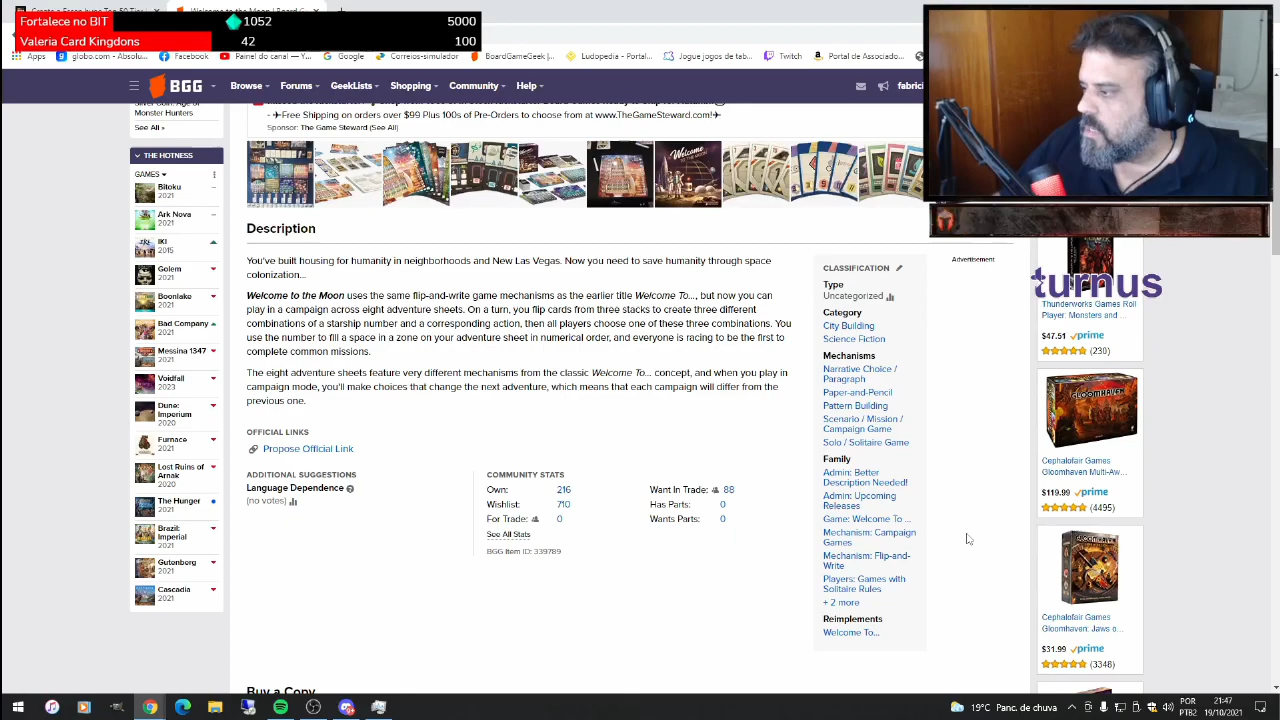 Fortalece no BIT 1052 5000
Valeria Card Kingdons 42 100
Apps globo.com - Absolut... Facebook Painel do canal — (... Google Correios-simulador BoardGameGeek |... Ludopedia - Portal... Jogue jogos de tab... Twitch Portal de Associado...
BGG Browse Forums GeekLists Shopping Community Help fabrici
Silver Coin: Age of
Monster Hunters
See All »
THE HOTNESS
GAMES
Bitoku
2021
Ark Nova
2021
IKI
2015
Golem
2021
Boonlake
2021
Bad Company
2021
Messina 1347
2021
Voidfall
2023
Dune:
Imperium
2020
Furnace
2021
Lost Ruins of
Arnak
2020
The Hunger
2021
Brazil:
Imperial
2021
Gutenberg
2021
Cascadia
2021
- ✈Free Shipping on orders over $99 Plus 100s of Pre-Orders to choose from at www.TheGameSteward.com!✈
Sponsor: The Game Steward (See All)
Description
You've built housing for humanity in neighborhoods and New Las Vegas. Now you need to save humanity through space
colonization...
Welcome to the Moon uses the same flip-and-write game mechanisms as the earlier title Welcome To..., but now you can
play in a campaign across eight adventure sheets. On a turn, you flip cards from three stacks to create three different
combinations of a starship number and a corresponding action, then all players choose one of these three combinations. You
use the number to fill a space in a zone on your adventure sheet in numerical order, and everyone is racing to be the first to
complete common missions.
The eight adventure sheets feature very different mechanisms from the classic Welcome To... concept, and when you play in
campaign mode, you'll make choices that change the next adventure, which means that each campaign will differ from the
previous one.
OFFICIAL LINKS
Propose Official Link
ADDITIONAL SUGGESTIONS
Language Dependence
(no votes)
COMMUNITY STATS
Own: 216
Wishlist: 710
For Trade: 0
See All Stats
BGG Item ID: 339789
Want In Trade: 88
Has Parts: 0
Wants Parts: 0
CLASSIFICATION
Type
Uncategorized
Category
City Building
Science Fiction
Mechanisms
Narrative Choice /
Paragraph
Paper-and-Pencil
Pattern Building
Scenario / Mission /
Campaign Game
Solo / Solitaire Game
Family
Admin: Better
Description Needed!
Admin: Upcoming
Releases
Game: Welcome To ...
Mechanism: Campaign
Games
Mechanism: Flip-and-
Write
Players: Games with
Solitaire Rules
+ 2 more
Reimplements
Welcome To...
Buy a Copy
Advertisement
turnus
Thunderworks Games Roll
Player: Monsters and ...
$47.51 prime
(230)
GLOOMHAVEN
Cephalofair Games
Gloomhaven Multi-Aw...
$119.99 prime
(4495)
GLOOMHAVEN
Cephalofair Games
Gloomhaven: Jaws o...
$31.99 prime
(3348)
19°C Panc. de chuva
POR
PTB2
21:47
19/10/2021